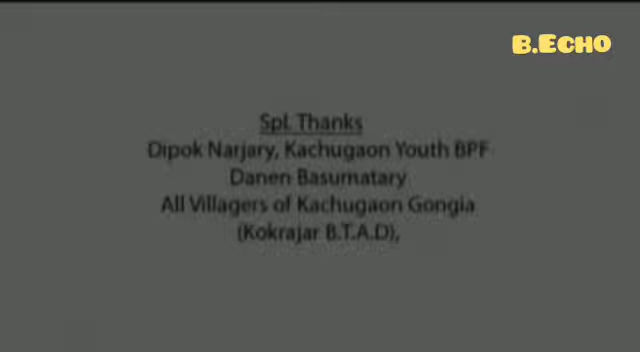 B.Echo
Spl. Thanks
Dipok Narjary, Kachugaon Youth BPF
Danen Basumatary
All Villagers of Kachugaon Gongia
(Kokrajar B.T.A.D),